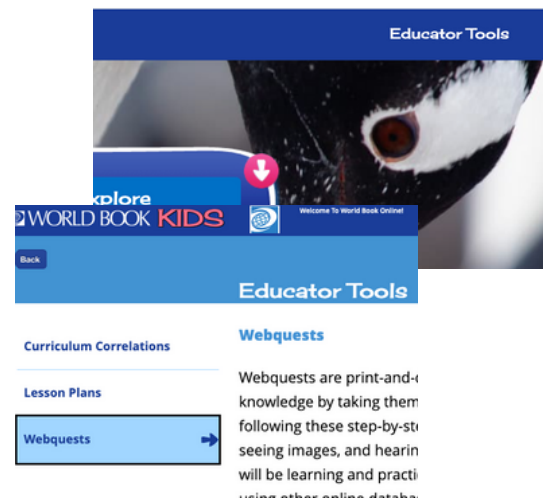 Educator Tools
xplore
WORLD BOOK KIDS
Welcome To World Book Online!
Back
Educator Tools
Curriculum Correlations
Lesson Plans
Webquests
Webquests
Webquests are print-and-
knowledge by taking them
following these step-by-st
seeing images, and hearin
will be learning and practi
using other online databa